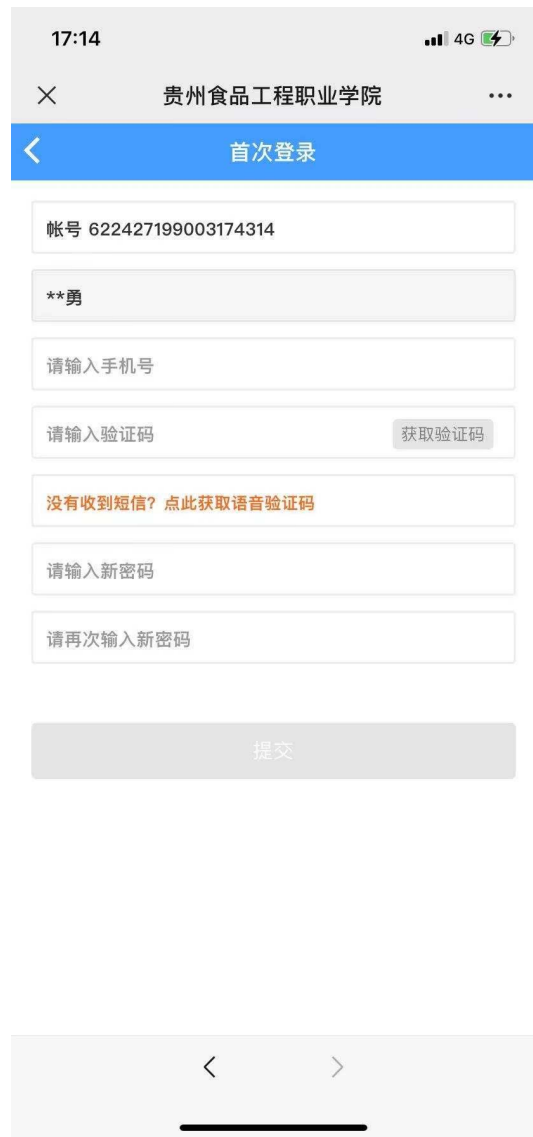 17:14
4G
贵州食品工程职业学院
首次登录
帐号 622427199003174314
**勇
请输入手机号
请输入验证码 获取验证码
没有收到短信？点此获取语音验证码
请输入新密码
请再次输入新密码
提交